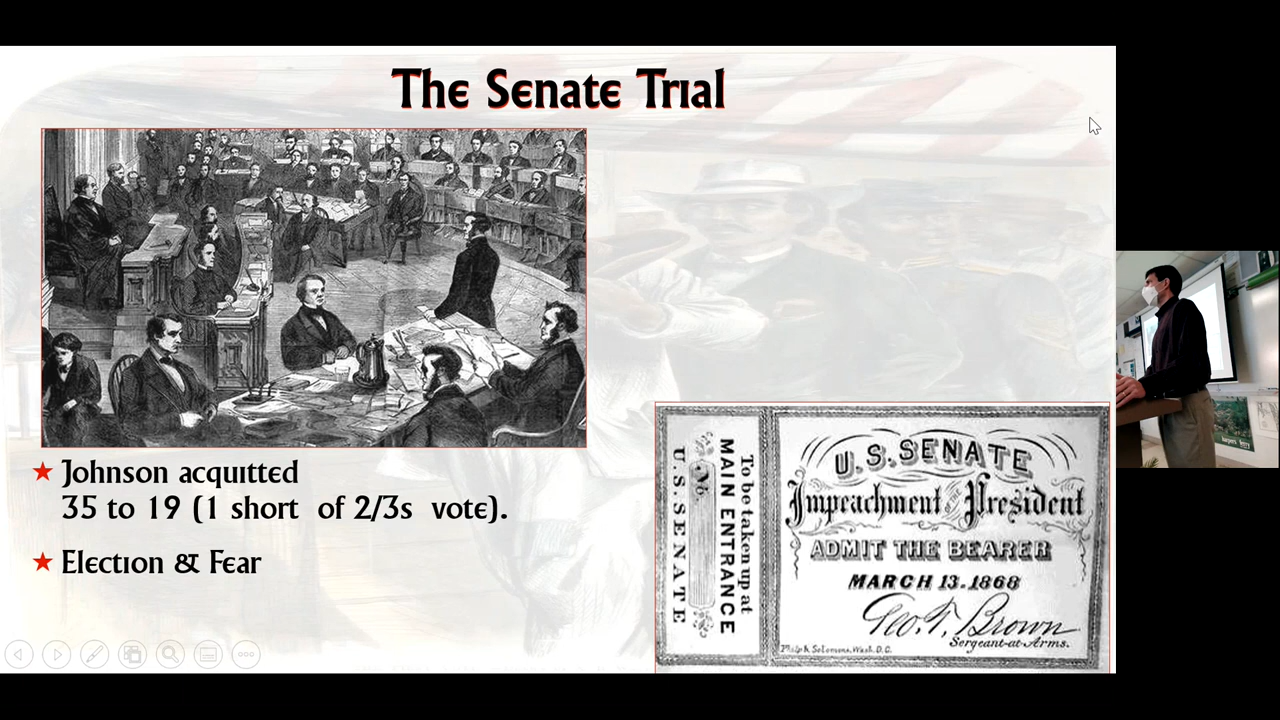 The Senate Trial
Johnson acquitted
35 to 19 (1 short of 2/3s vote).
Election & Fear
To be taken up at
MAIN ENTRANCE
No.
U.S. SENATE
U.S. SENATE
Impeachment OF THE President
ADMIT THE BEARER
MARCH 13.1868
Geo. T. Brown
Sergeant-at-Arms.
Philp & Solomons, Wash. D.C.